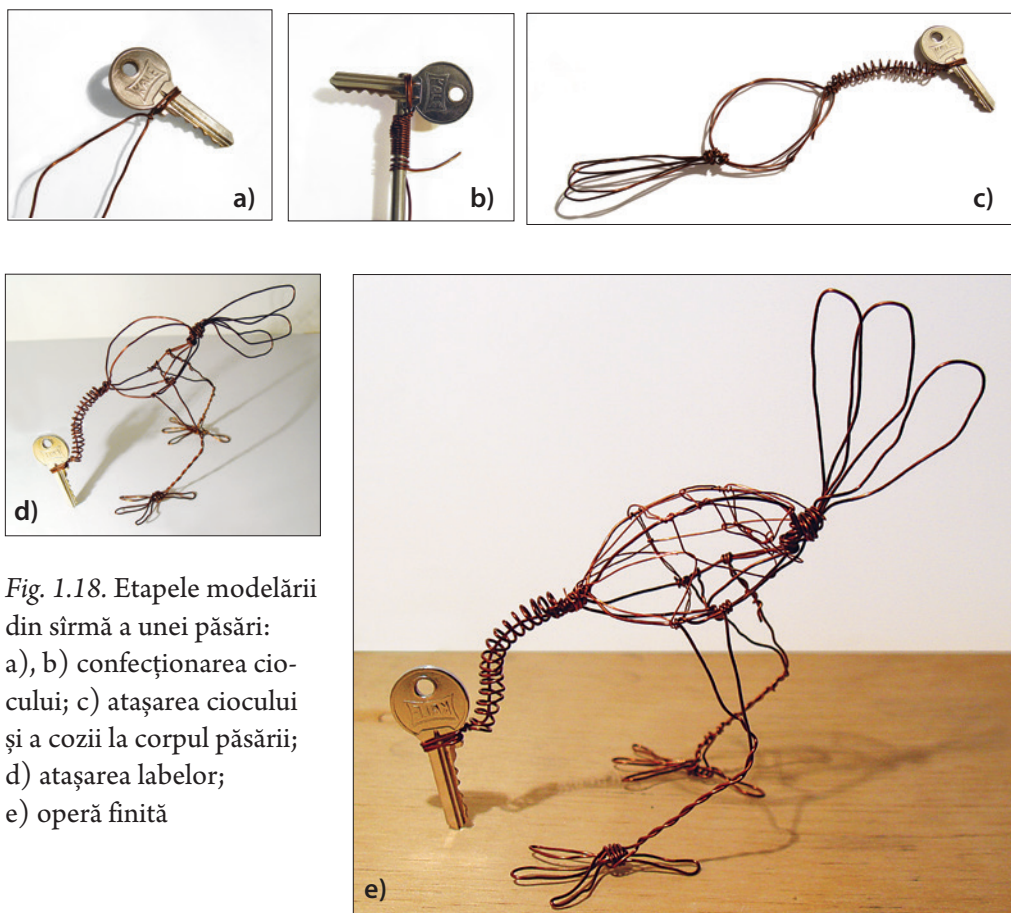 a)
b)
c)
d)
e)
Fig. 1.18. Etapele modelării
din sîrmă a unei păsări:
a), b) confecționarea cio-
cului; c) atașarea ciocului
și a cozii la corpul păsării;
d) atașarea labelor;
e) operă finită